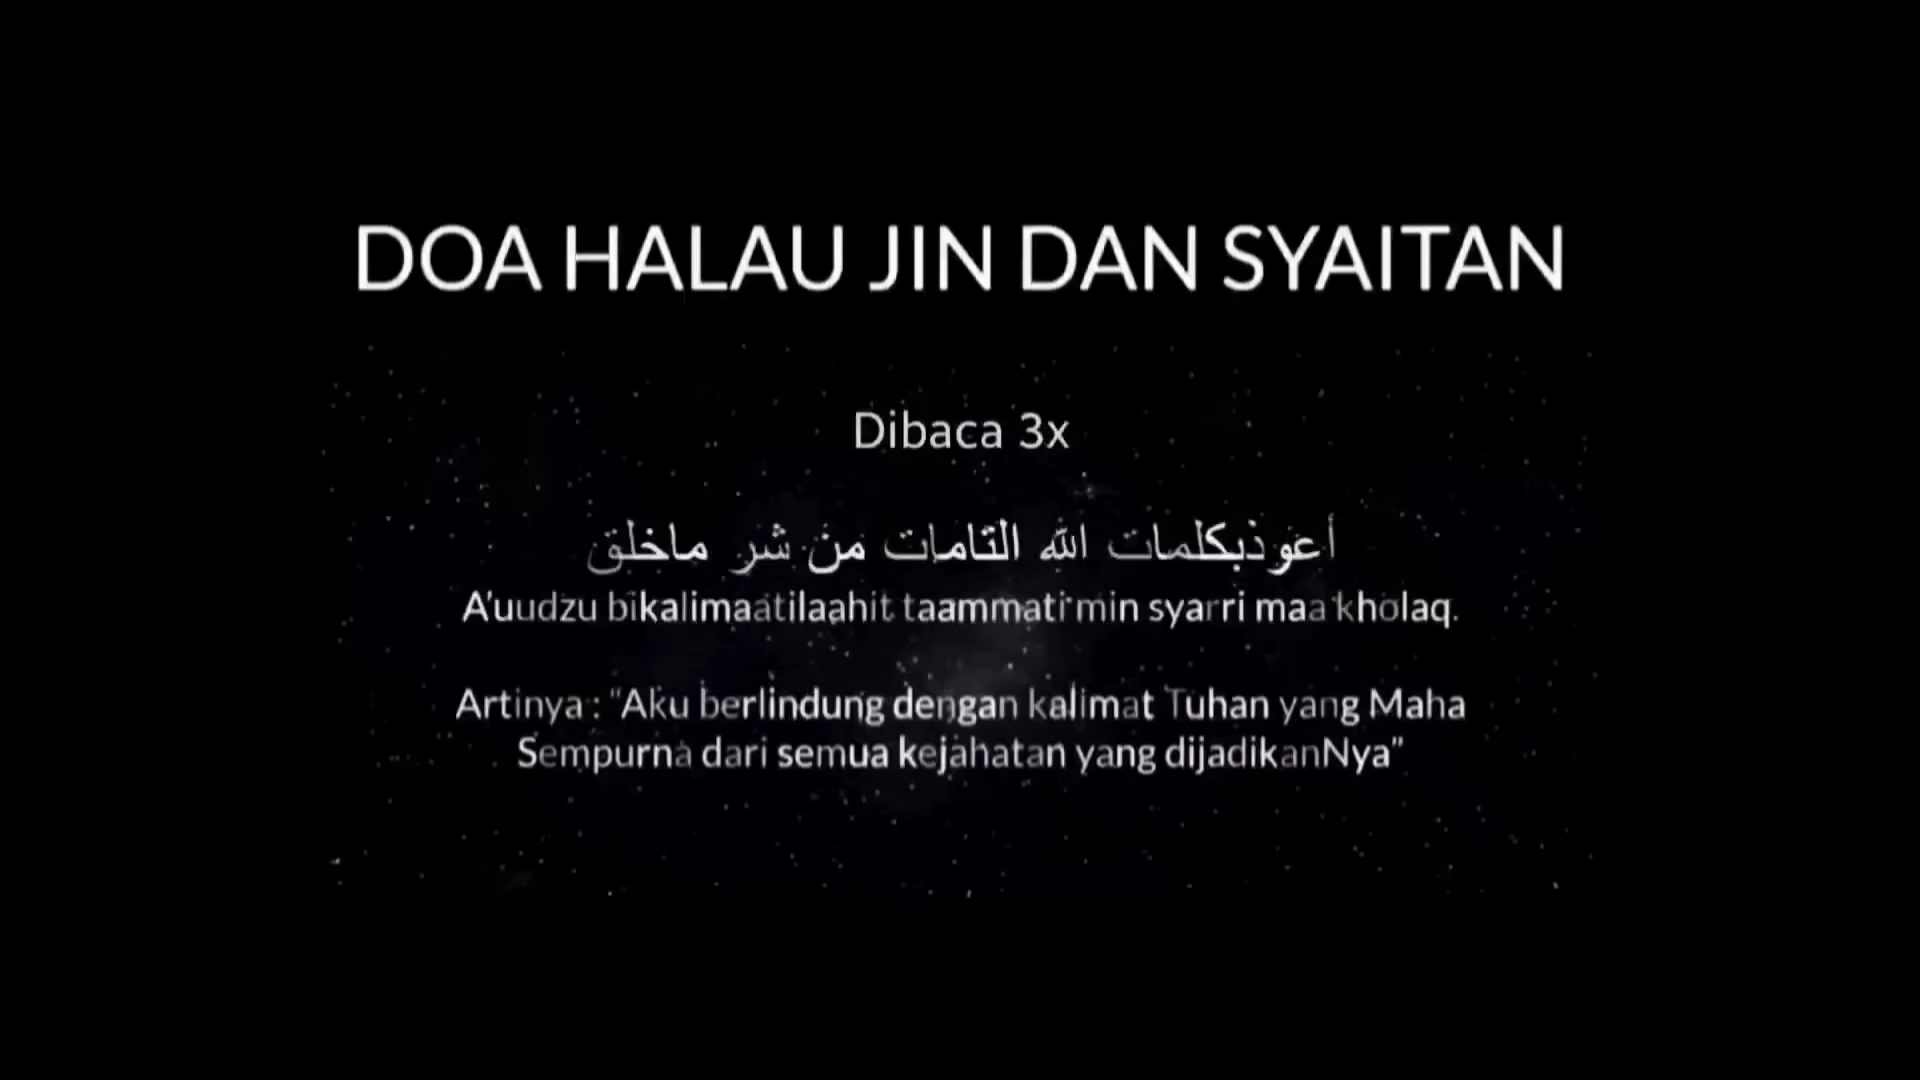 DOA HALAU JIN DAN SYAITAN
Dibaca 3x
أعوذبكلمات الله التامات من شر ماخلق
A'uudzu bikalimaatilaahit taammati min syarri maa kholaq.
Artinya : "Aku berlindung dengan kalimat Tuhan yang Maha
Sempurna dari semua kejahatan yang dijadikanNya"